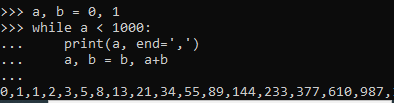 >>> a, b = 0, 1
>>> while a < 1000:
...     print(a, end=',')
...     a, b = b, a+b
...
0,1,1,2,3,5,8,13,21,34,55,89,144,233,377,610,987,